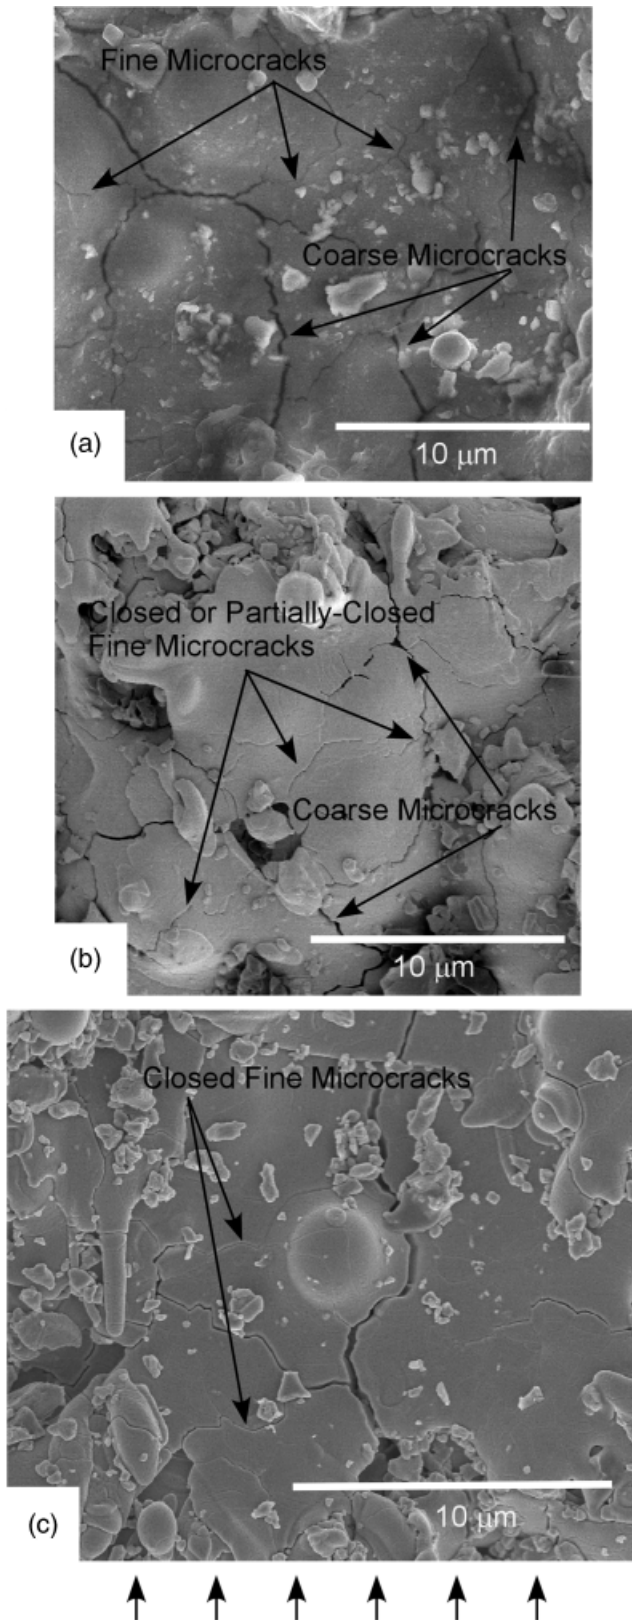 Fine Microcracks
Coarse Microcracks
(a)
10 μm
Closed or Partially-Closed
Fine Microcracks
Coarse Microcracks
(b)
10 μm
Closed Fine Microcracks
(c)
10 μm